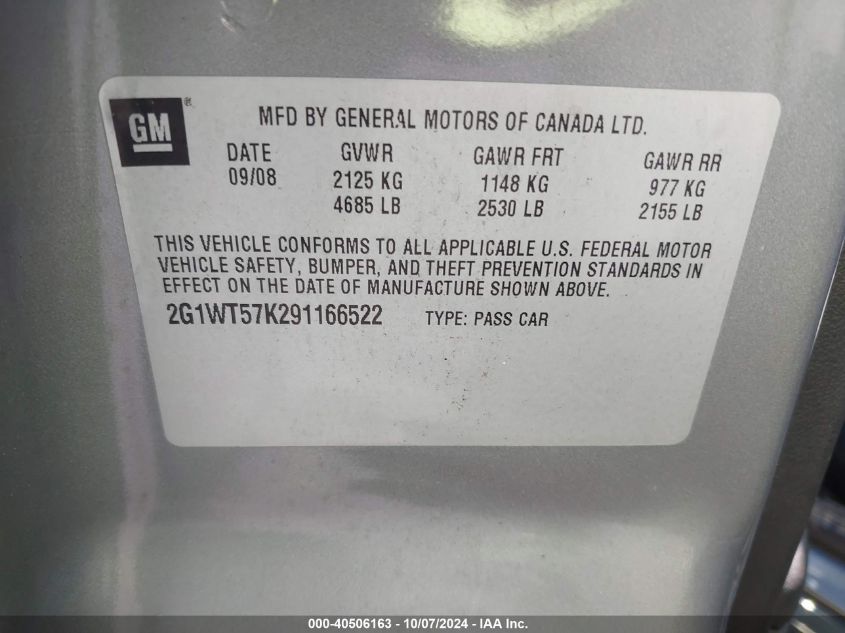 GM ®
MFD BY GENERAL MOTORS OF CANADA LTD.
DATE GVWR GAWR FRT GAWR RR
09/08 2125 KG 1148 KG 977 KG
4685 LB 2530 LB 2155 LB
THIS VEHICLE CONFORMS TO ALL APPLICABLE U.S. FEDERAL MOTOR
VEHICLE SAFETY, BUMPER, AND THEFT PREVENTION STANDARDS IN
EFFECT ON THE DATE OF MANUFACTURE SHOWN ABOVE.
2G1WT57K291166522 TYPE: PASS CAR
000-40506163 - 10/07/2024 - IAA Inc.